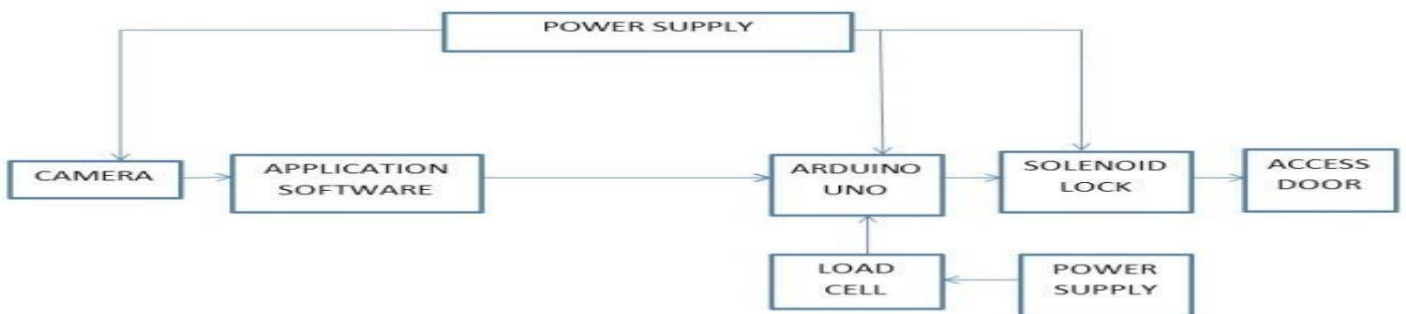 POWER SUPPLY
CAMERA
APPLICATION
SOFTWARE
ARDUINO
UNO
SOLENOID
LOCK
ACCESS
DOOR
LOAD
CELL
POWER
SUPPLY